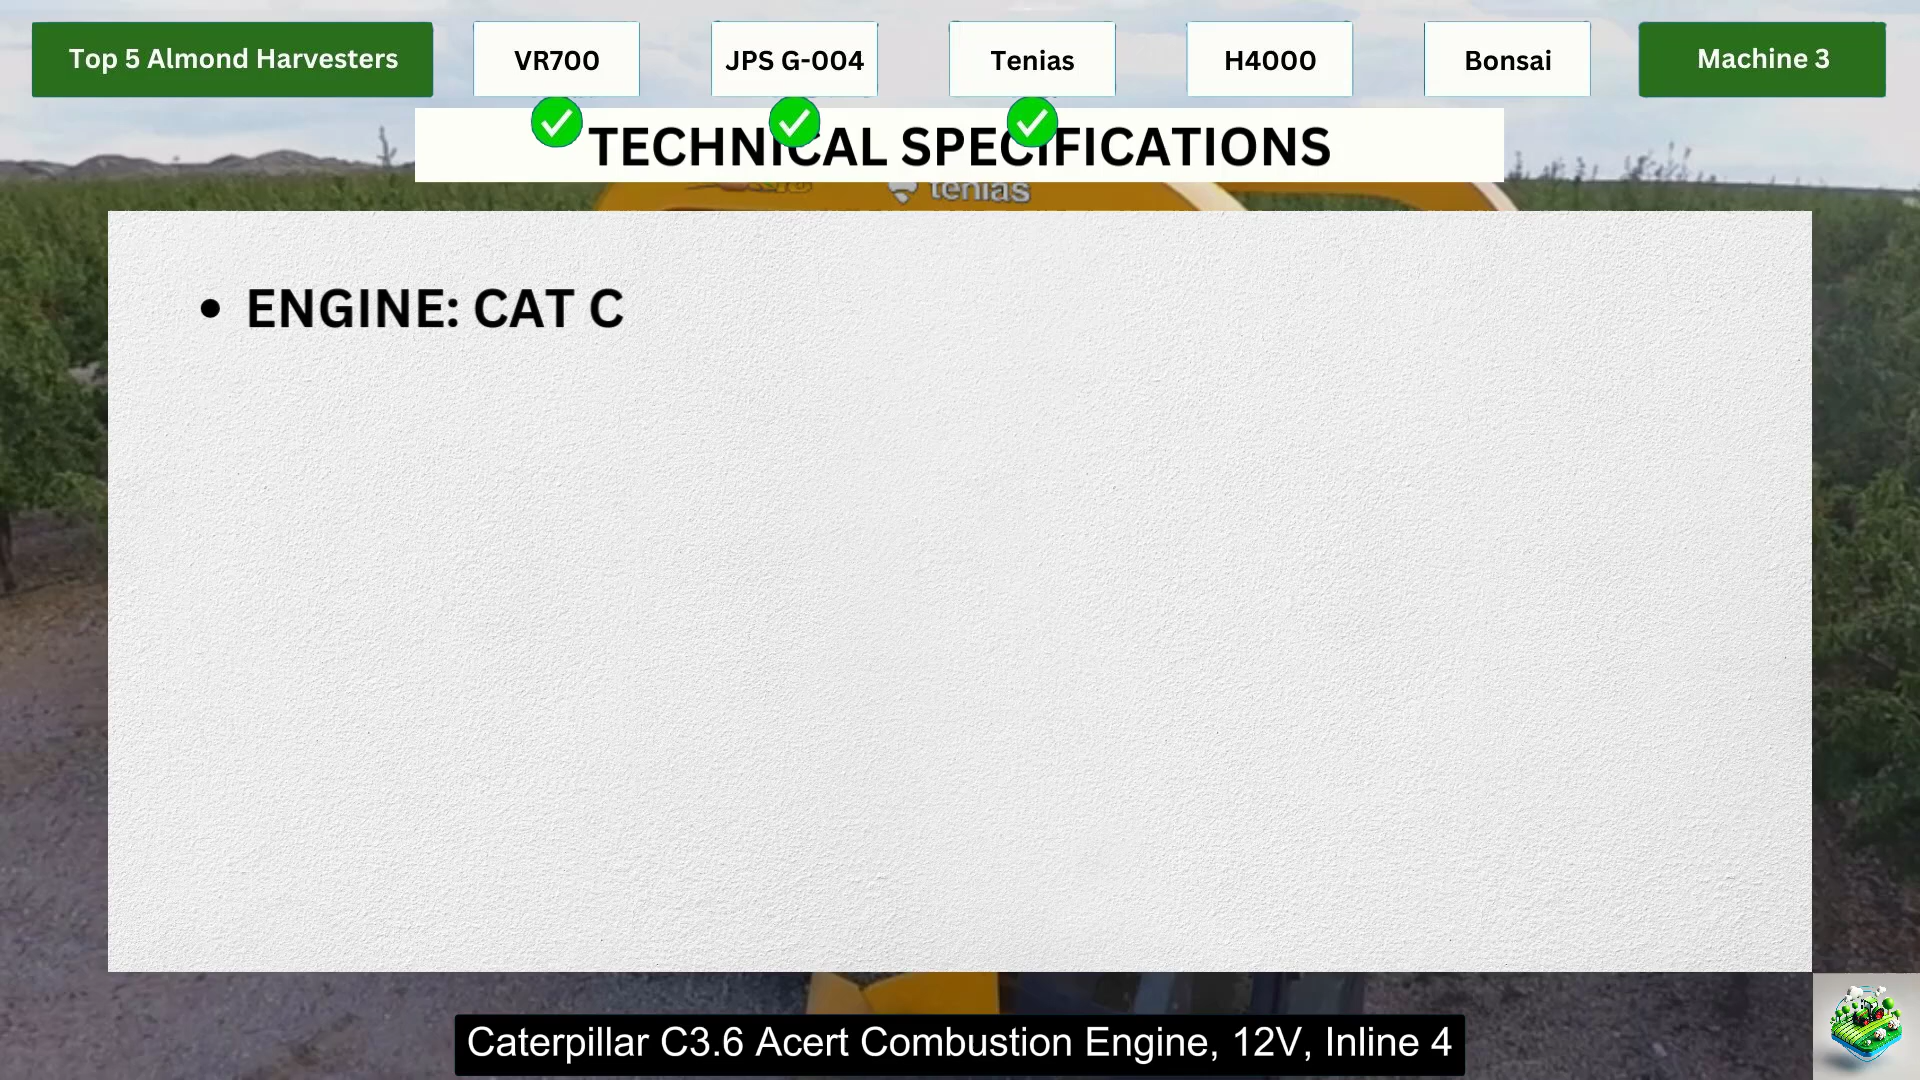 Top 5 Almond Harvesters
VR700
JPS G-004
Tenias
H4000
Bonsai
Machine 3
TECHNICAL SPECIFICATIONS
tenias
• ENGINE: CAT C
Caterpillar C3.6 Acert Combustion Engine, 12V, Inline 4